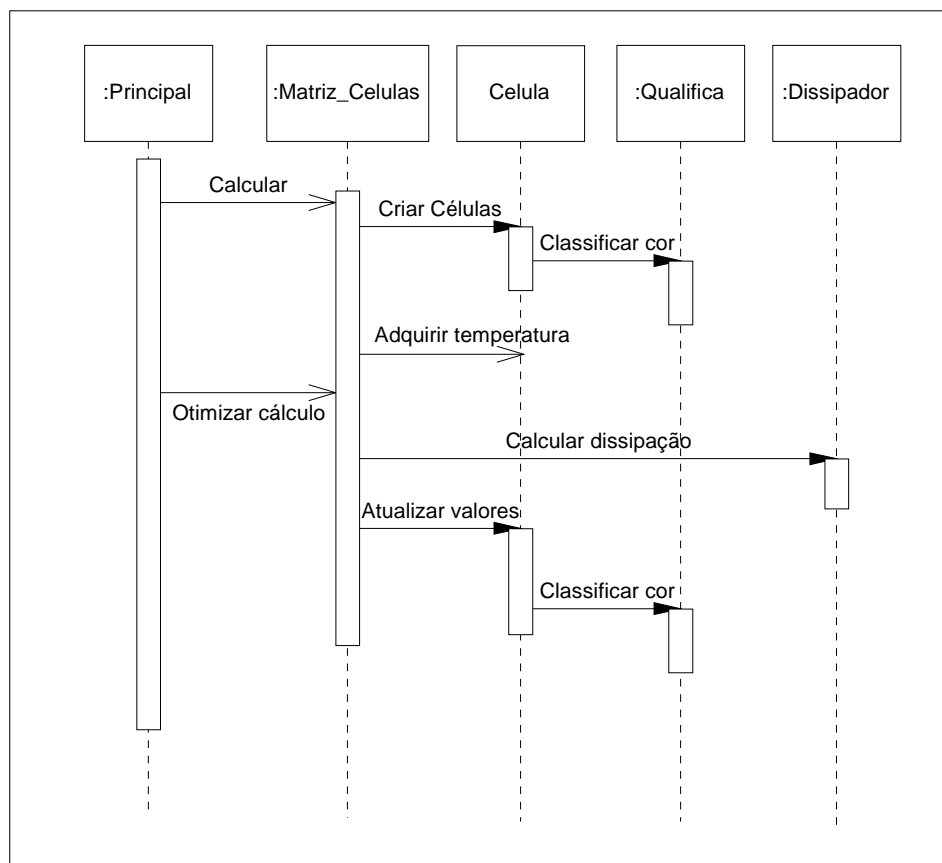 :Principal
:Matriz_Celulas
Celula
:Qualifica
:Dissipador
Calcular
Criar Células
Classificar cor
Adquirir temperatura
Otimizar cálculo
Calcular dissipação
Atualizar valores
Classificar cor